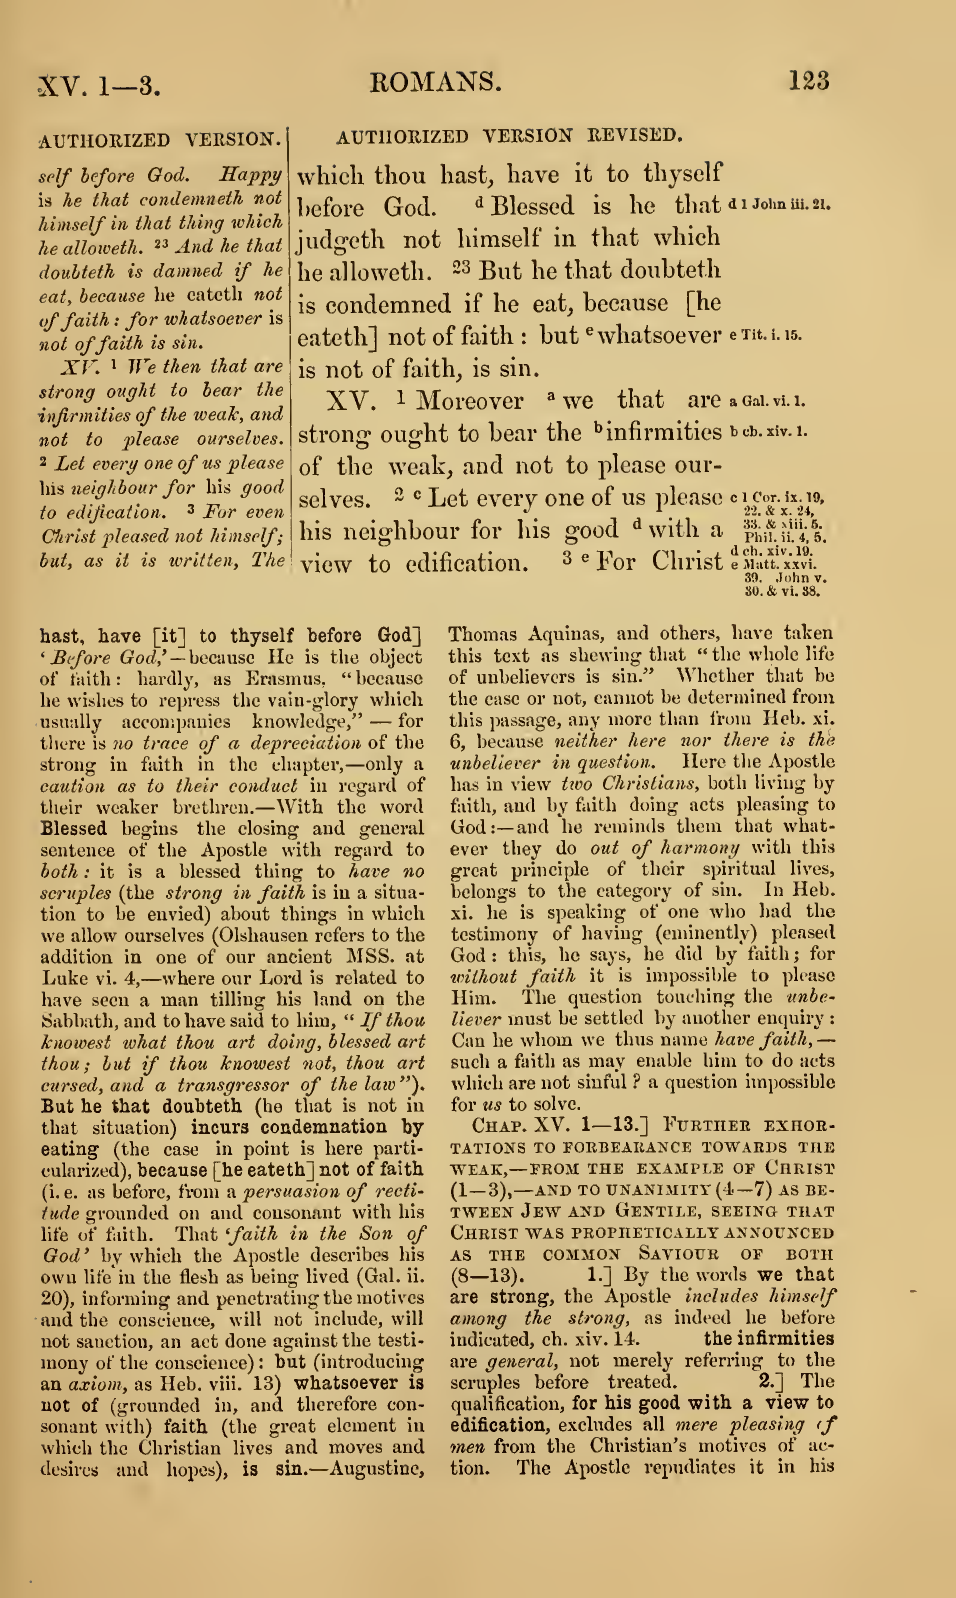 XV. 1—3.
ROMANS.
123
AUTHORIZED VERSION.
self before God. Happy
is he that condemneth not
himself in that thing which
he alloweth. 23 And he that
doubteth is damned if he
eat, because he eateth not
of faith: for whatsoever is
not of faith is sin.
XV. 1 We then that are
strong ought to bear the
infirmities of the weak, and
not to please ourselves.
2 Let every one of us please
his neighbour for his good
to edification. 3 For even
Christ pleased not himself;
but, as it is written, The
AUTHORIZED VERSION REVISED.
which thou hast, have it to thyself
before God. d Blessed is he that
judgeth not himself in that which
he alloweth. 23 But he that doubteth
is condemned if he eat, because [he
eateth] not of faith : but e whatsoever
is not of faith, is sin.
XV. 1 Moreover a we that are
strong ought to bear the b infirmities
of the weak, and not to please our-
selves. 2 c Let every one of us please
his neighbour for his good d with a
view to edification. 3 e For Christ
d 1 John iii. 21.
e Tit. i. 15.
a Gal. vi. 1.
b ch. xiv. 1.
c 1 Cor. ix. 19,
22. & x. 24,
33. & xiii. 5.
Phil. ii. 4, 5.
d ch. xiv. 19.
e Matt. xxvi.
39. John v.
30. & vi. 38.
hast, have [it] to thyself before God]
‘Before God,’—because He is the object
of faith: hardly, as Erasmus, “because
he wishes to repress the vain-glory which
usually accompanies knowledge,” — for
there is no trace of a depreciation of the
strong in faith in the chapter,—only a
caution as to their conduct in regard of
their weaker brethren.—With the word
Blessed begins the closing and general
sentence of the Apostle with regard to
both: it is a blessed thing to have no
scruples (the strong in faith is in a situa-
tion to be envied) about things in which
we allow ourselves (Olshausen refers to the
addition in one of our ancient MSS. at
Luke vi. 4,—where our Lord is related to
have seen a man tilling his land on the
Sabbath, and to have said to him, “ If thou
knowest what thou art doing, blessed art
thou; but if thou knowest not, thou art
cursed, and a transgressor of the law”).
But he that doubteth (he that is not in
that situation) incurs condemnation by
eating (the case in point is here parti-
cularized), because [he eateth] not of faith
(i. e. as before, from a persuasion of recti-
tude grounded on and consonant with his
life of faith. That ‘faith in the Son of
God’ by which the Apostle describes his
own life in the flesh as being lived (Gal. ii.
20), informing and penetrating the motives
and the conscience, will not include, will
not sanction, an act done against the testi-
mony of the conscience): but (introducing
an axiom, as Heb. viii. 13) whatsoever is
not of (grounded in, and therefore con-
sonant with) faith (the great element in
which the Christian lives and moves and
desires and hopes), is sin.—Augustine,
Thomas Aquinas, and others, have taken
this text as shewing that “the whole life
of unbelievers is sin.” Whether that be
the case or not, cannot be determined from
this passage, any more than from Heb. xi.
6, because neither here nor there is the
unbeliever in question. Here the Apostle
has in view two Christians, both living by
faith, and by faith doing acts pleasing to
God:—and he reminds them that what-
ever they do out of harmony with this
great principle of their spiritual lives,
belongs to the category of sin. In Heb.
xi. he is speaking of one who had the
testimony of having (eminently) pleased
God: this, he says, he did by faith; for
without faith it is impossible to please
Him. The question touching the unbe-
liever must be settled by another enquiry:
Can he whom we thus name have faith,—
such a faith as may enable him to do acts
which are not sinful? a question impossible
for us to solve.
CHAP. XV. 1—13.] FURTHER EXHOR-
TATIONS TO FORBEARANCE TOWARDS THE
WEAK,—FROM THE EXAMPLE OF CHRIST
(1—3),—AND TO UNANIMITY (4—7) AS BE-
TWEEN JEW AND GENTILE, SEEING THAT
CHRIST WAS PROPHETICALLY ANNOUNCED
AS THE COMMON SAVIOUR OF BOTH
(8—13). 1.] By the words we that
are strong, the Apostle includes himself
among the strong, as indeed he before
indicated, ch. xiv. 14. the infirmities
are general, not merely referring to the
scruples before treated. 2.] The
qualification, for his good with a view to
edification, excludes all mere pleasing of
men from the Christian’s motives of ac-
tion. The Apostle repudiates it in his